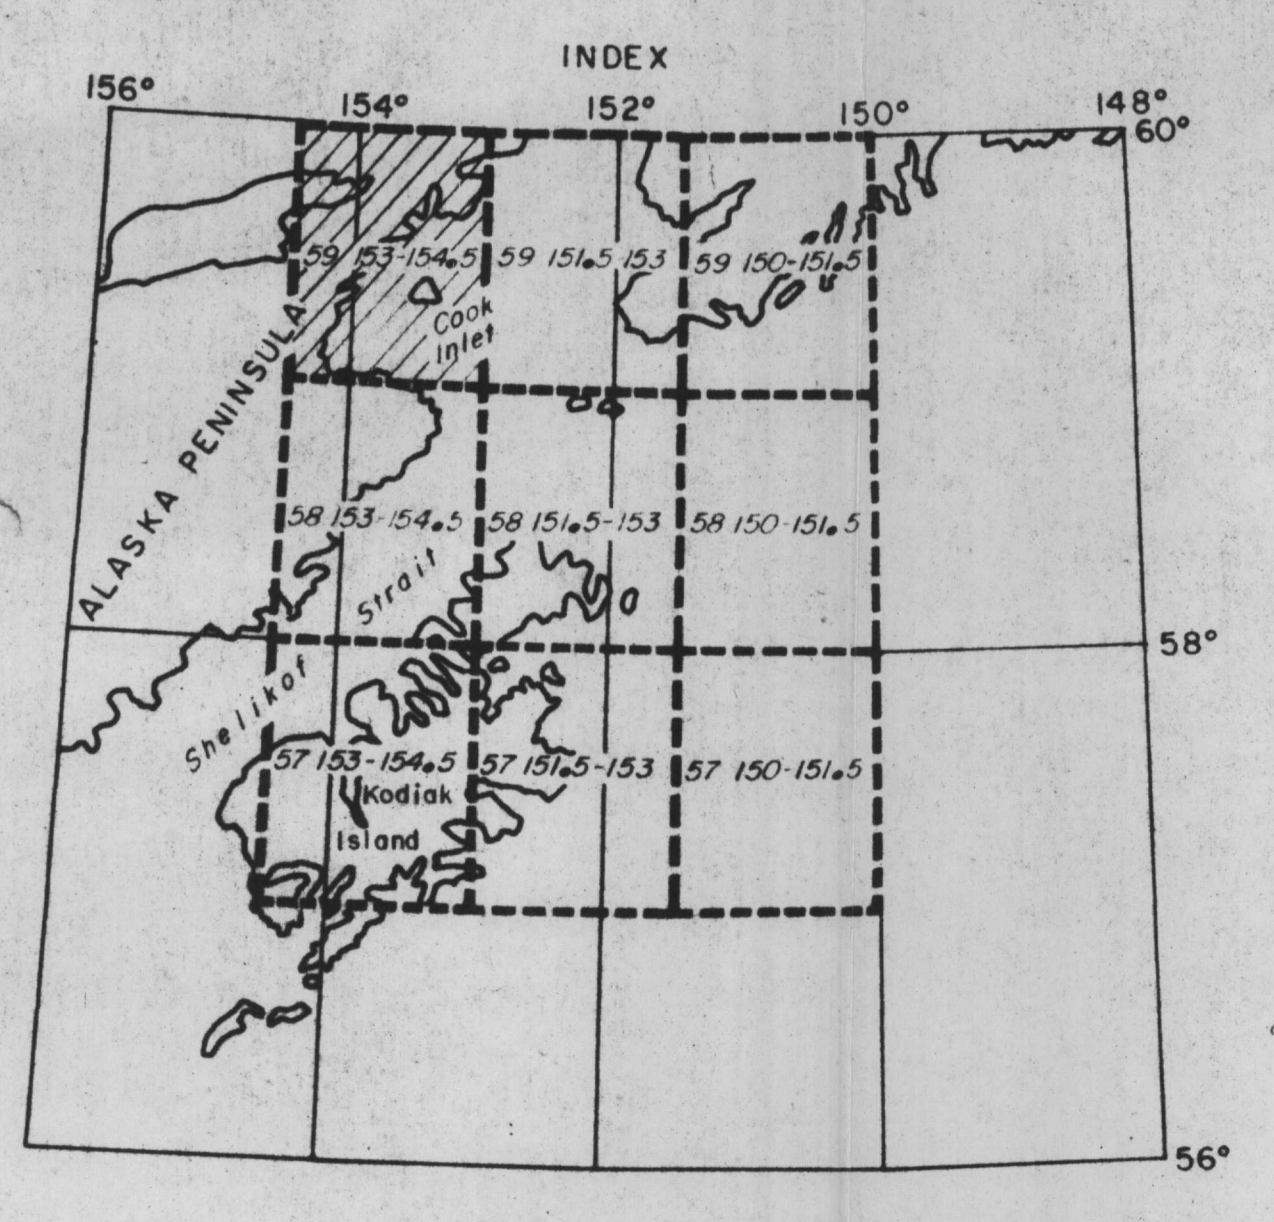 INDEX
156°
154°
152°
150°
148°
60°
59 153-154.5
59 151.5-153
59 150-151.5
Cook
Inlet
ALASKA PENINSULA
58 153-154.5
58 151.5-153
58 150-151.5
Shelikof Strait
58°
57 153-154.5
57 151.5-153
57 150-151.5
Kodiak
Island
56°